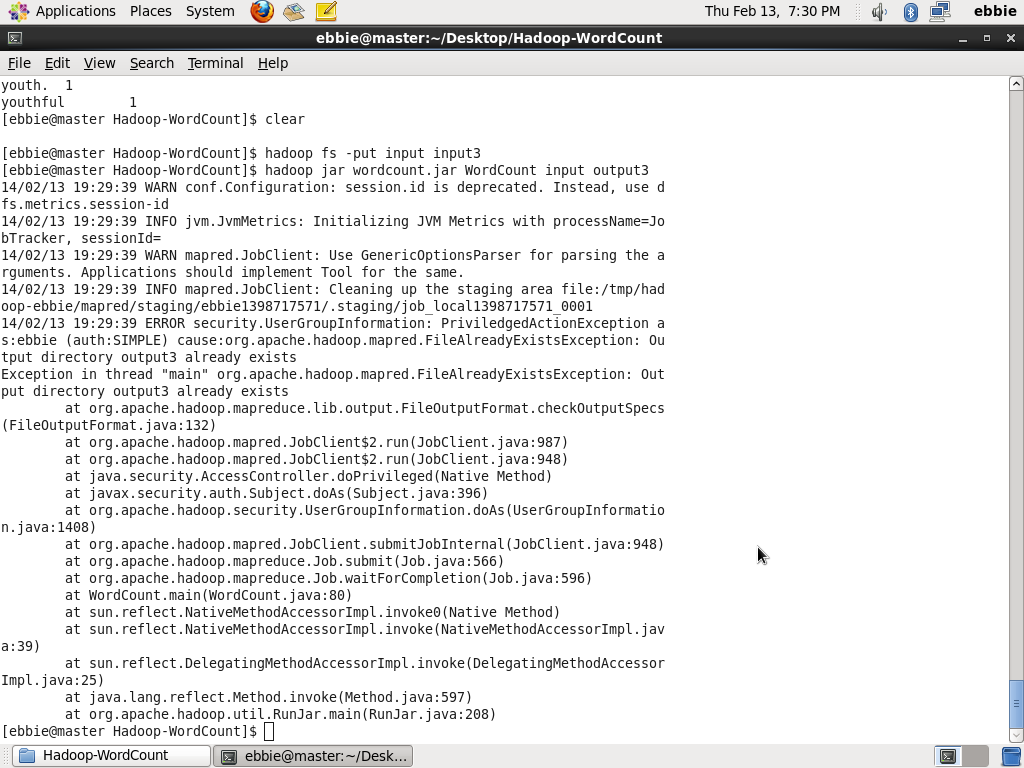 Applications Places System Thu Feb 13, 7:30 PM ebbie
ebbie@master:~/Desktop/Hadoop-WordCount
File Edit View Search Terminal Help
youth. 1
youthful 1
[ebbie@master Hadoop-WordCount]$ clear
[ebbie@master Hadoop-WordCount]$ hadoop fs -put input input3
[ebbie@master Hadoop-WordCount]$ hadoop jar wordcount.jar WordCount input output3
14/02/13 19:29:39 WARN conf.Configuration: session.id is deprecated. Instead, use d
fs.metrics.session-id
14/02/13 19:29:39 INFO jvm.JvmMetrics: Initializing JVM Metrics with processName=Jo
bTracker, sessionId=
14/02/13 19:29:39 WARN mapred.JobClient: Use GenericOptionsParser for parsing the a
rguments. Applications should implement Tool for the same.
14/02/13 19:29:39 INFO mapred.JobClient: Cleaning up the staging area file:/tmp/had
oop-ebbie/mapred/staging/ebbie1398717571/.staging/job_local1398717571_0001
14/02/13 19:29:39 ERROR security.UserGroupInformation: PriviledgedActionException a
s:ebbie (auth:SIMPLE) cause:org.apache.hadoop.mapred.FileAlreadyExistsException: Ou
tput directory output3 already exists
Exception in thread "main" org.apache.hadoop.mapred.FileAlreadyExistsException: Out
put directory output3 already exists
at org.apache.hadoop.mapreduce.lib.output.FileOutputFormat.checkOutputSpecs
(FileOutputFormat.java:132)
at org.apache.hadoop.mapred.JobClient$2.run(JobClient.java:987)
at org.apache.hadoop.mapred.JobClient$2.run(JobClient.java:948)
at java.security.AccessController.doPrivileged(Native Method)
at javax.security.auth.Subject.doAs(Subject.java:396)
at org.apache.hadoop.security.UserGroupInformation.doAs(UserGroupInformatio
n.java:1408)
at org.apache.hadoop.mapred.JobClient.submitJobInternal(JobClient.java:948)
at org.apache.hadoop.mapreduce.Job.submit(Job.java:566)
at org.apache.hadoop.mapreduce.Job.waitForCompletion(Job.java:596)
at WordCount.main(WordCount.java:80)
at sun.reflect.NativeMethodAccessorImpl.invoke0(Native Method)
at sun.reflect.NativeMethodAccessorImpl.invoke(NativeMethodAccessorImpl.jav
a:39)
at sun.reflect.DelegatingMethodAccessorImpl.invoke(DelegatingMethodAccessor
Impl.java:25)
at java.lang.reflect.Method.invoke(Method.java:597)
at org.apache.hadoop.util.RunJar.main(RunJar.java:208)
[ebbie@master Hadoop-WordCount]$
Hadoop-WordCount ebbie@master:~/Desk...